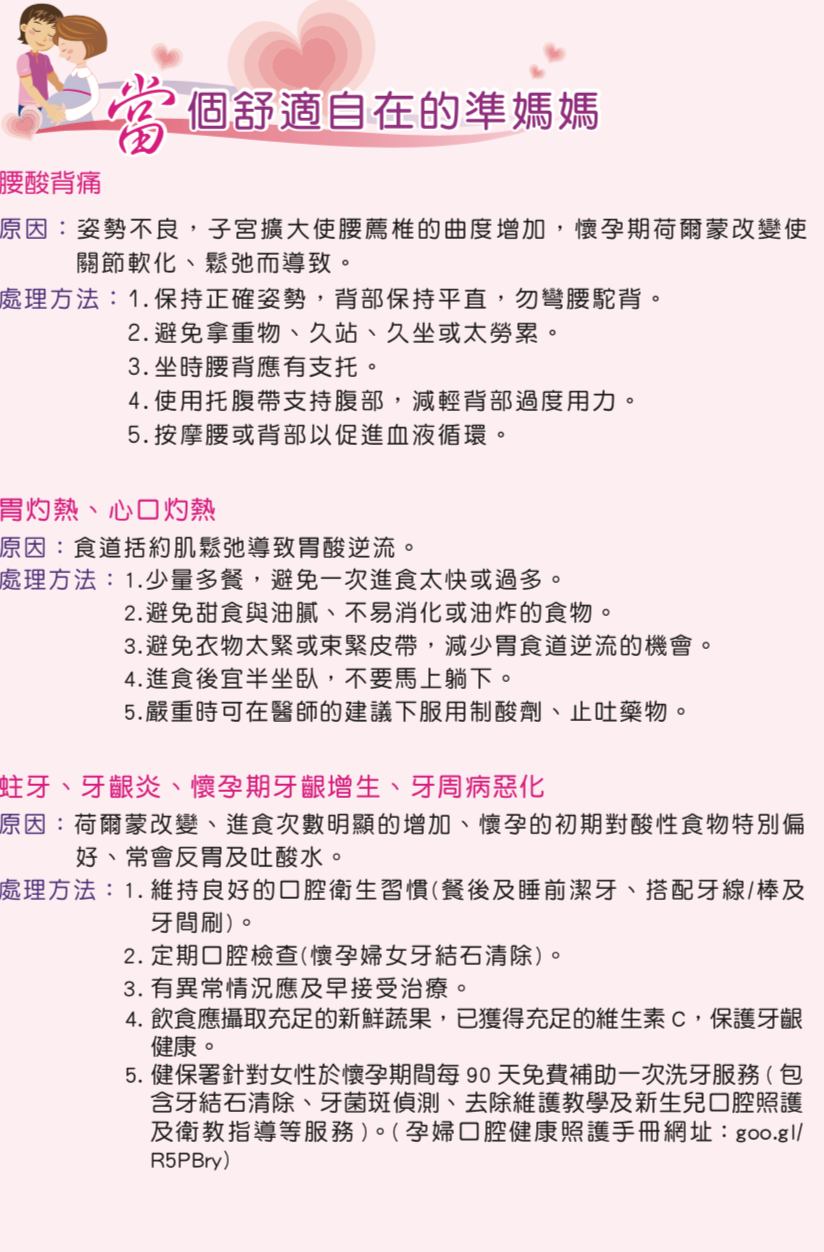 當個舒適自在的準媽媽
腰酸背痛
原因：姿勢不良，子宮擴大使腰薦椎的曲度增加，懷孕期荷爾蒙改變使
關節軟化、鬆弛而導致。
處理方法：1.保持正確姿勢，背部保持平直，勿彎腰駝背。
2.避免拿重物、久站、久坐或太勞累。
3.坐時腰背應有支托。
4.使用托腹帶支持腹部，減輕背部過度用力。
5.按摩腰或背部以促進血液循環。
胃灼熱、心口灼熱
原因：食道括約肌鬆弛導致胃酸逆流。
處理方法：1.少量多餐，避免一次進食太快或過多。
2.避免甜食與油膩、不易消化或油炸的食物。
3.避免衣物太緊或束緊皮帶，減少胃食道逆流的機會。
4.進食後宜半坐臥，不要馬上躺下。
5.嚴重時可在醫師的建議下服用制酸劑、止吐藥物。
蛀牙、牙齦炎、懷孕期牙齦增生、牙周病惡化
原因：荷爾蒙改變、進食次數明顯的增加、懷孕的初期對酸性食物特別偏
好、常會反胃及吐酸水。
處理方法：1. 維持良好的口腔衛生習慣(餐後及睡前潔牙、搭配牙線/棒及
牙間刷)。
2. 定期口腔檢查(懷孕婦女牙結石清除)。
3. 有異常情況應及早接受治療。
4. 飲食應攝取充足的新鮮蔬果，已獲得充足的維生素 C，保護牙齦
健康。
5. 健保署針對女性於懷孕期間每 90 天免費補助一次洗牙服務 ( 包
含牙結石清除、牙菌斑偵測、去除維護教學及新生兒口腔照護
及衛教指導等服務 )。( 孕婦口腔健康照護手冊網址：goo.gl/
R5PBry)